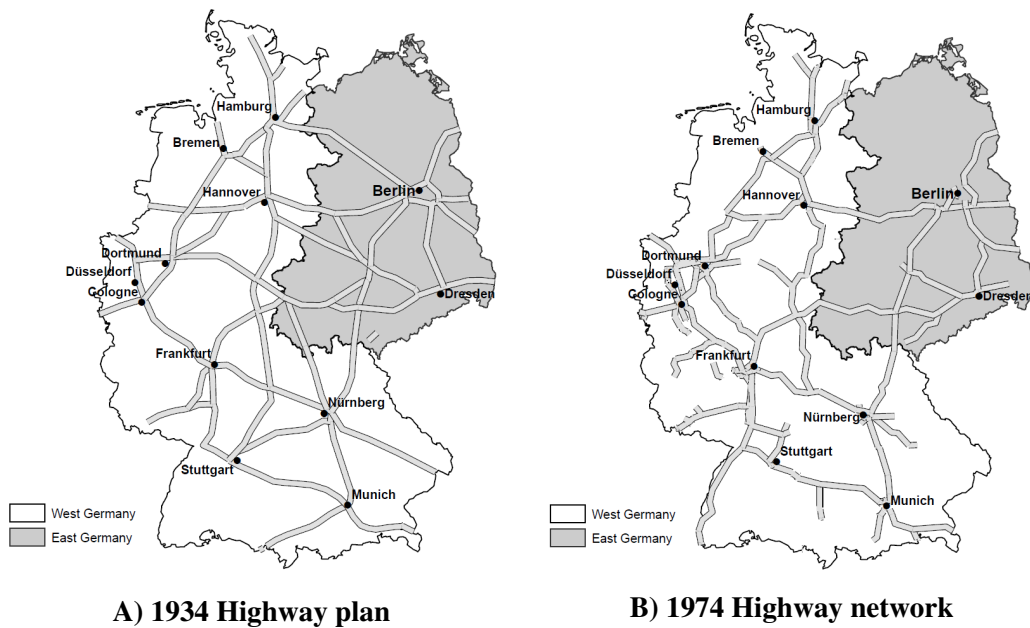 Hamburg
Bremen
Hannover
Berlin
Dortmund
Düsseldorf
Cologne
Dresden
Frankfurt
Nürnberg
Stuttgart
Munich
West Germany
East Germany
A) 1934 Highway plan
Hamburg
Bremen
Hannover
Berlin
Dortmund
Düsseldorf
Cologne
Dresden
Frankfurt
Nürnberg
Stuttgart
Munich
West Germany
East Germany
B) 1974 Highway network